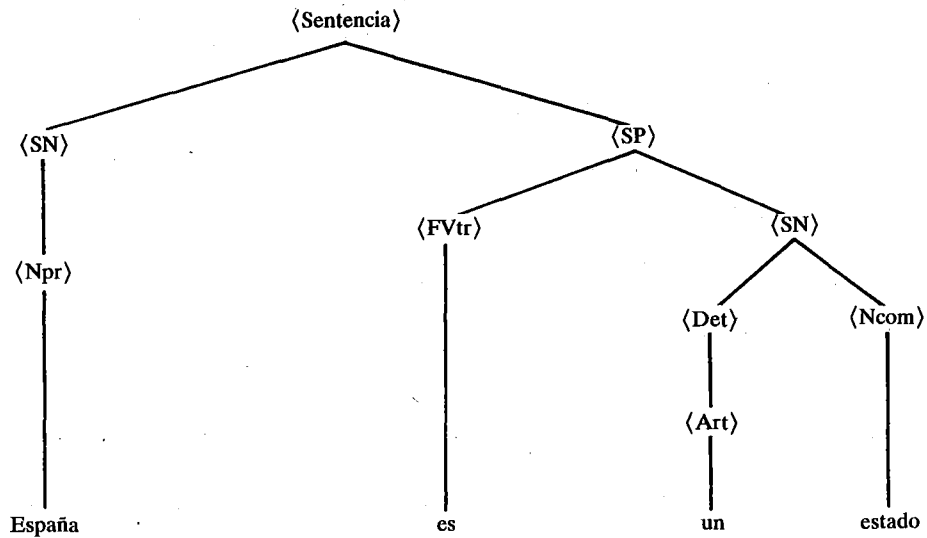 ⟨Sentencia⟩
⟨SN⟩ ⟨SP⟩
⟨FVtr⟩ ⟨SN⟩
⟨Npr⟩
⟨Det⟩ ⟨Ncom⟩
⟨Art⟩
España es un estado